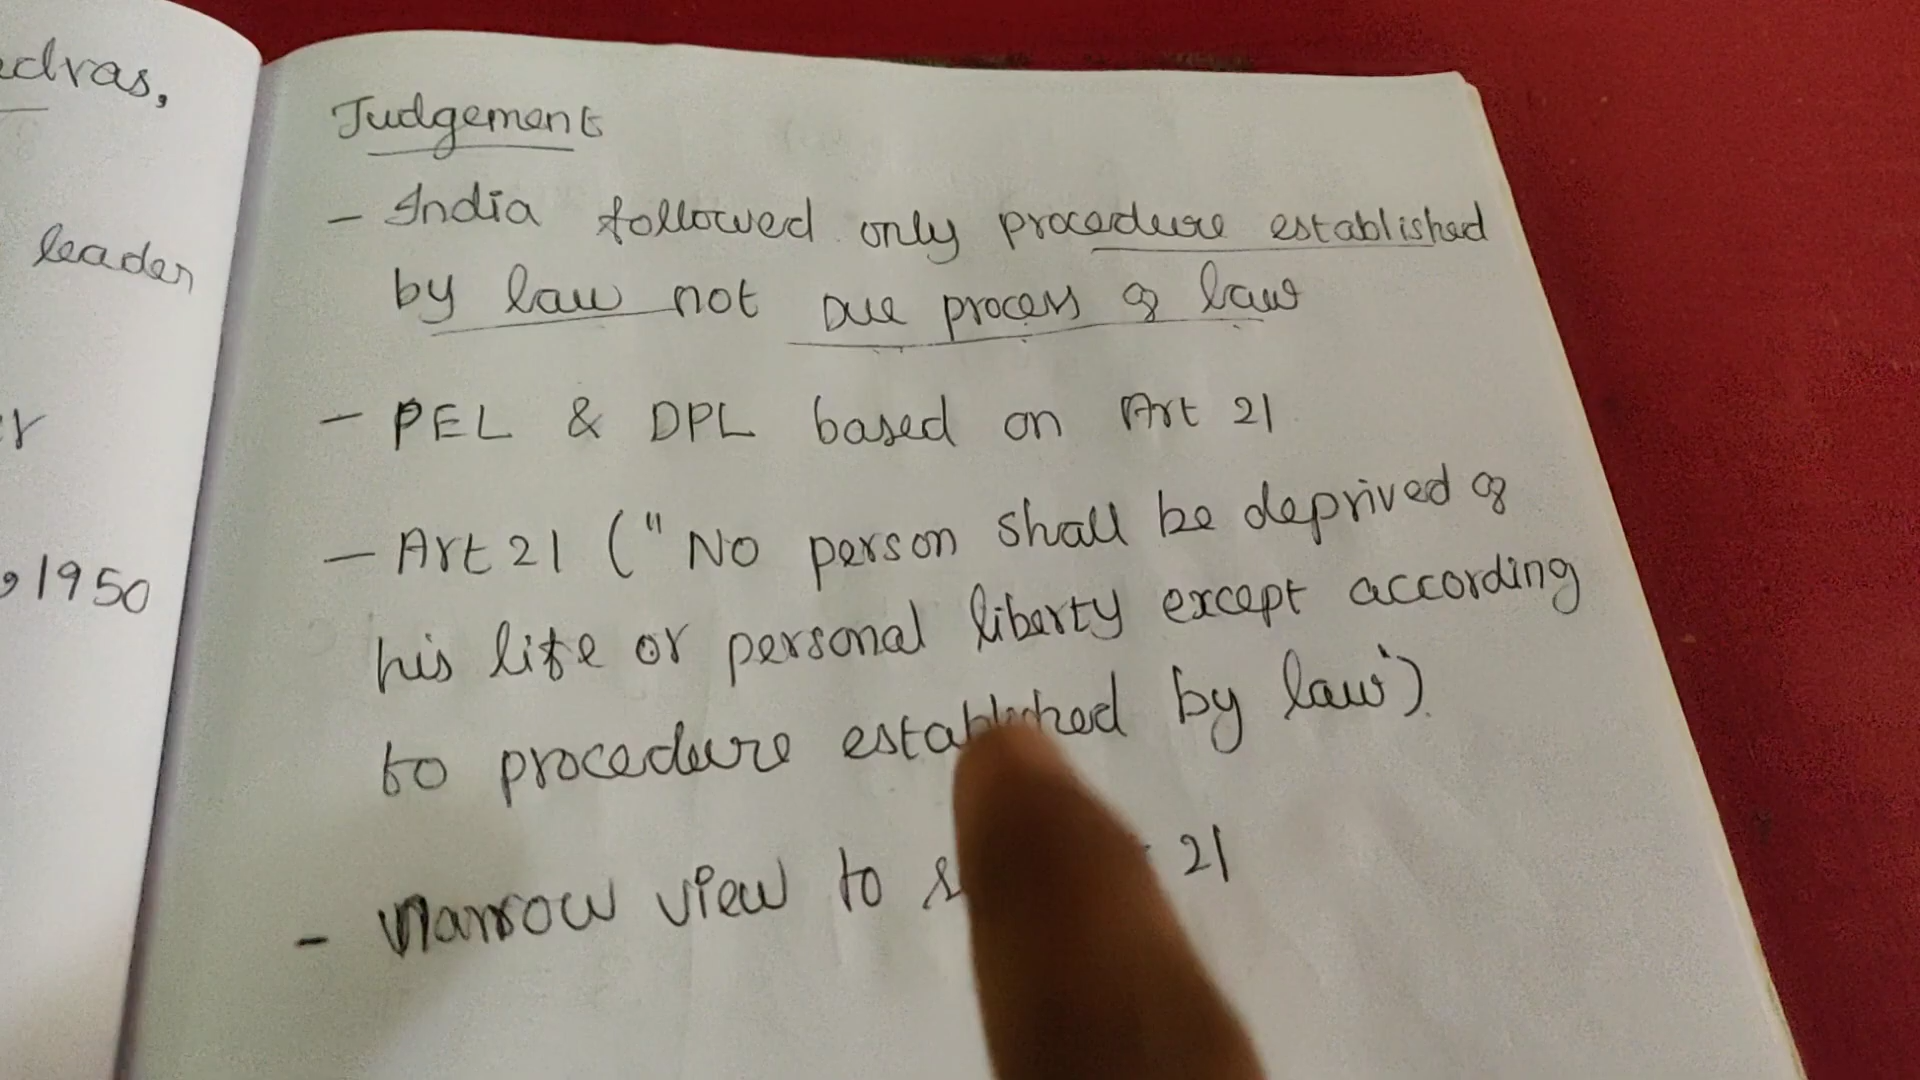 adras,
leader
1950
Judgement
- India followed only procedure established
by law not Due process of law
- PEL & DPL based on Art 21
- Art 21 ("No person shall be deprived of
his life or personal liberty except according
to procedure established by law")
- Narrow view to 21